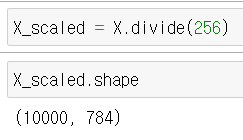 X_scaled = X.divide(256)
X_scaled.shape
(10000, 784)